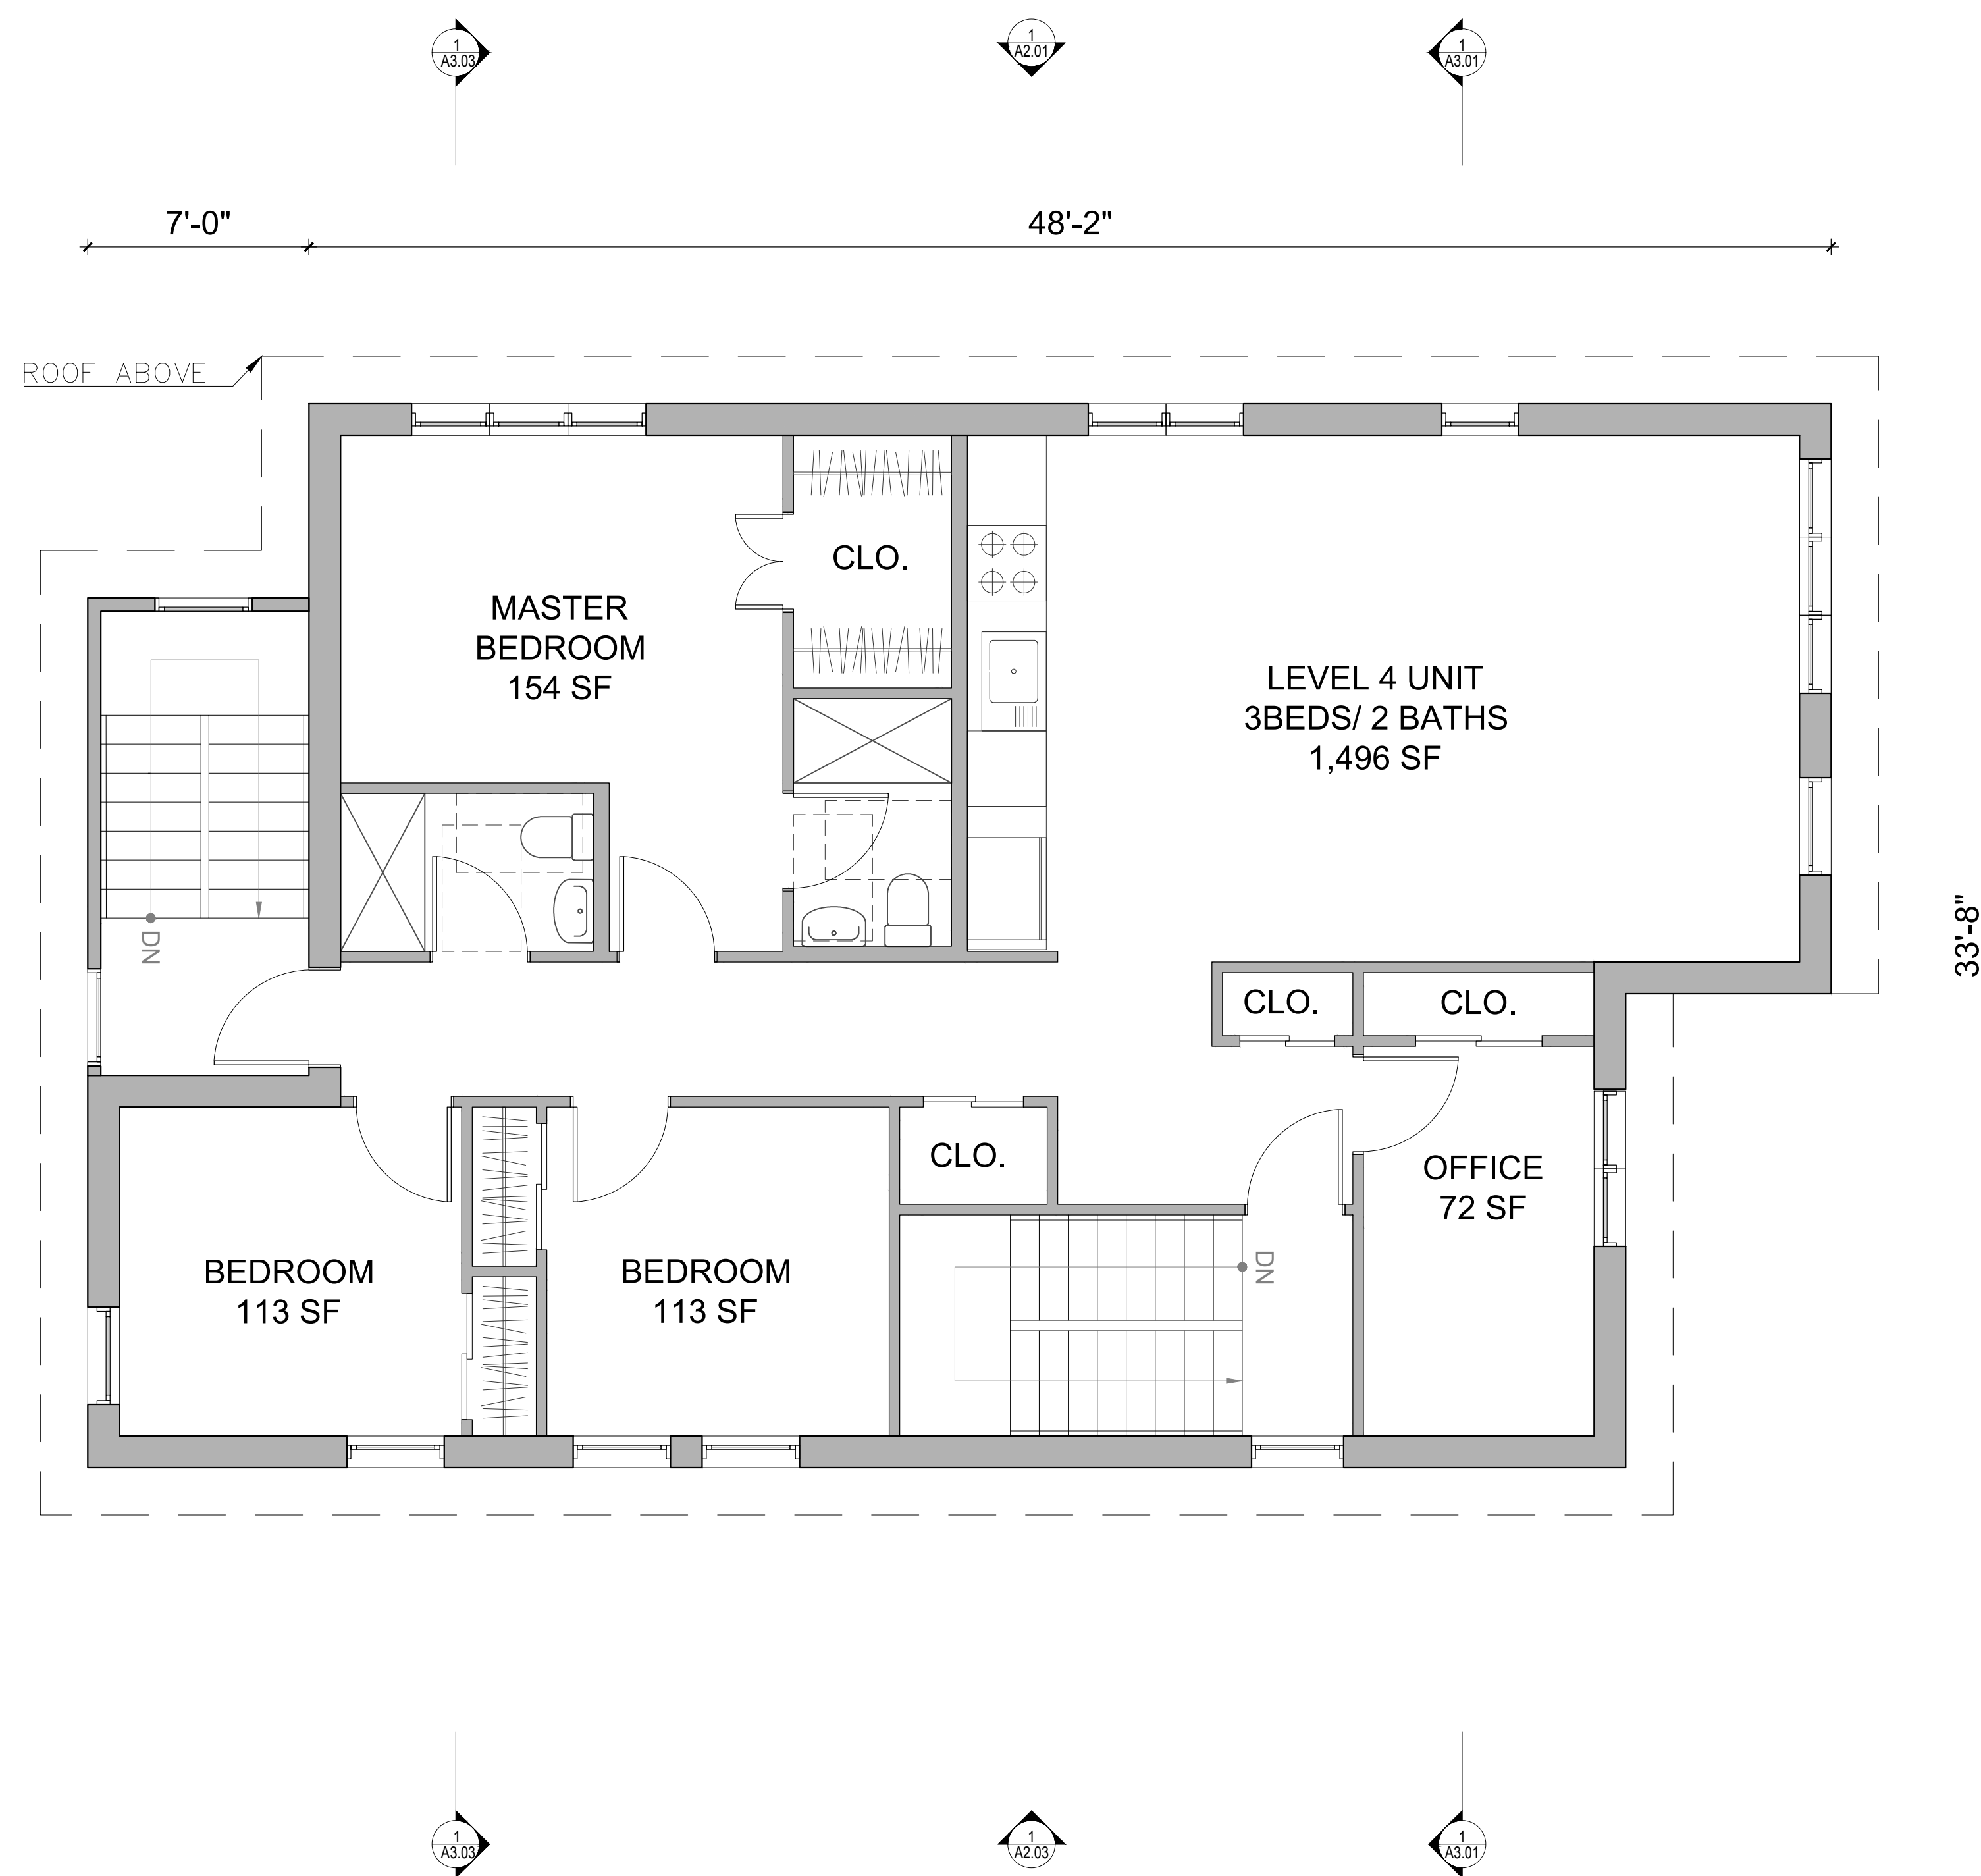 1
A3.03
1
A2.01
1
A3.01
7'-0"
48'-2"
ROOF ABOVE
CLO.
MASTER
BEDROOM
154 SF
LEVEL 4 UNIT
3BEDS/ 2 BATHS
1,496 SF
33'-8"
DN
CLO.
CLO.
CLO.
OFFICE
72 SF
BEDROOM
113 SF
BEDROOM
113 SF
DN
1
A3.03
1
A2.03
1
A3.01